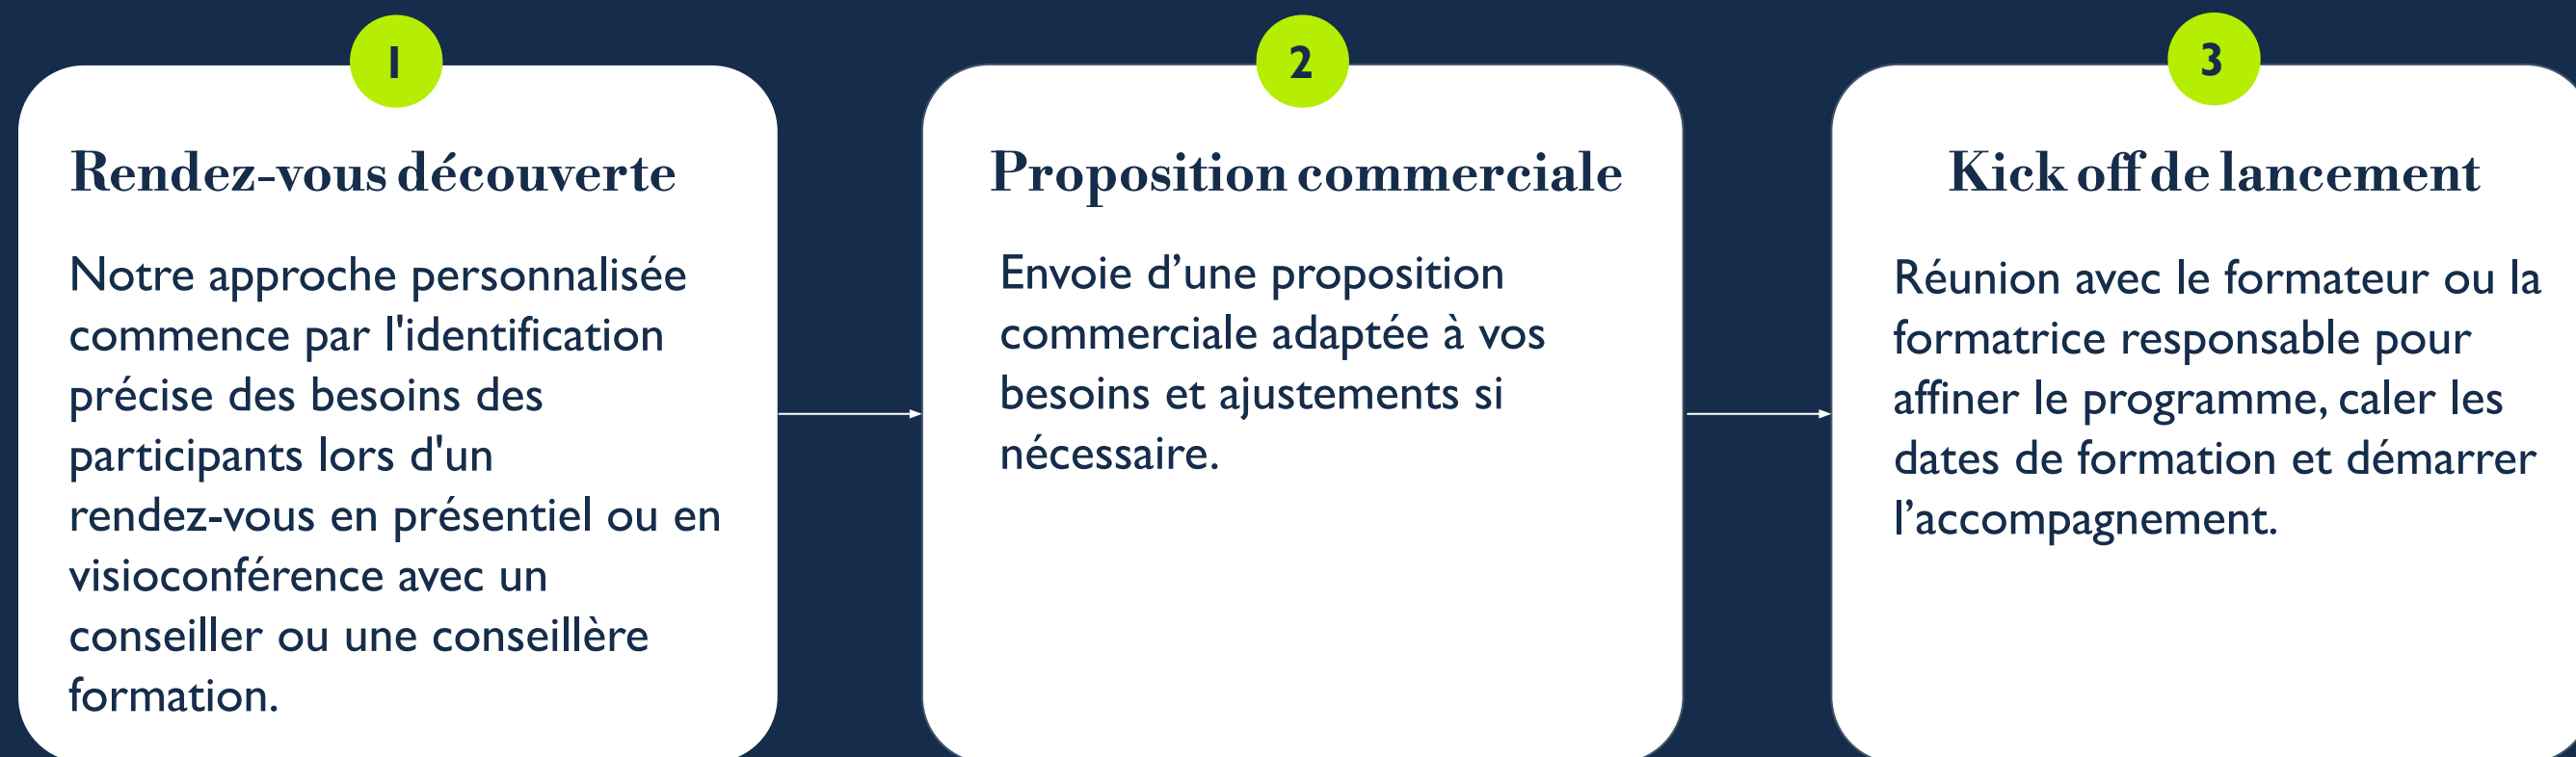 1
Rendez-vous découverte
Notre approche personnalisée
commence par l'identification
précise des besoins des
participants lors d'un
rendez-vous en présentiel ou en
visioconférence avec un
conseiller ou une conseillère
formation.
2
Proposition commerciale
Envoie d’une proposition
commerciale adaptée à vos
besoins et ajustements si
nécessaire.
3
Kick off de lancement
Réunion avec le formateur ou la
formatrice responsable pour
affiner le programme, caler les
dates de formation et démarrer
l’accompagnement.